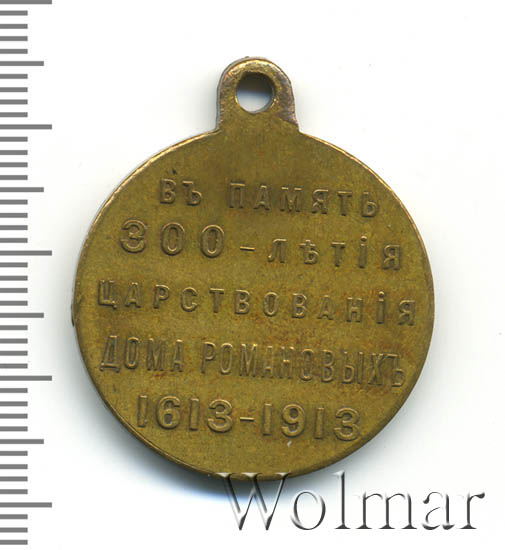 ВЪ ПАМЯТЬ
300-ЛѢТІЯ
ЦАРСТВОВАНІЯ
ДОМА РОМАНОВЫХЪ
1613-1913
Wolmar